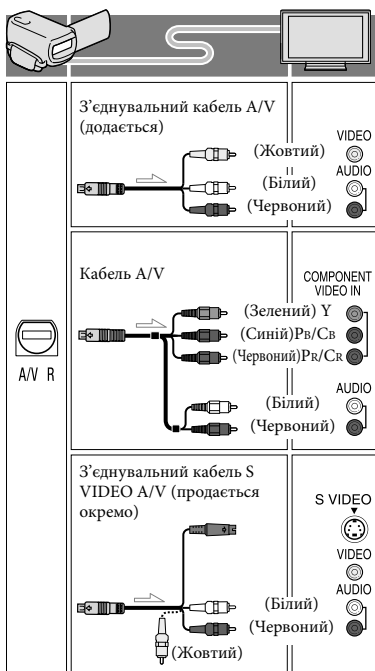 З’єднувальний кабель A/V
(додається)
(Жовтий)
(Білий)
(Червоний)
VIDEO
AUDIO
A/V R
Кабель A/V
COMPONENT
VIDEO IN
(Зелений) Y
(Синій)PB/CB
(Червоний)PR/CR
(Білий)
(Червоний)
AUDIO
З’єднувальний кабель S
VIDEO A/V (продається
окремо)
(Білий)
(Червоний)
(Жовтий)
S VIDEO
VIDEO
AUDIO